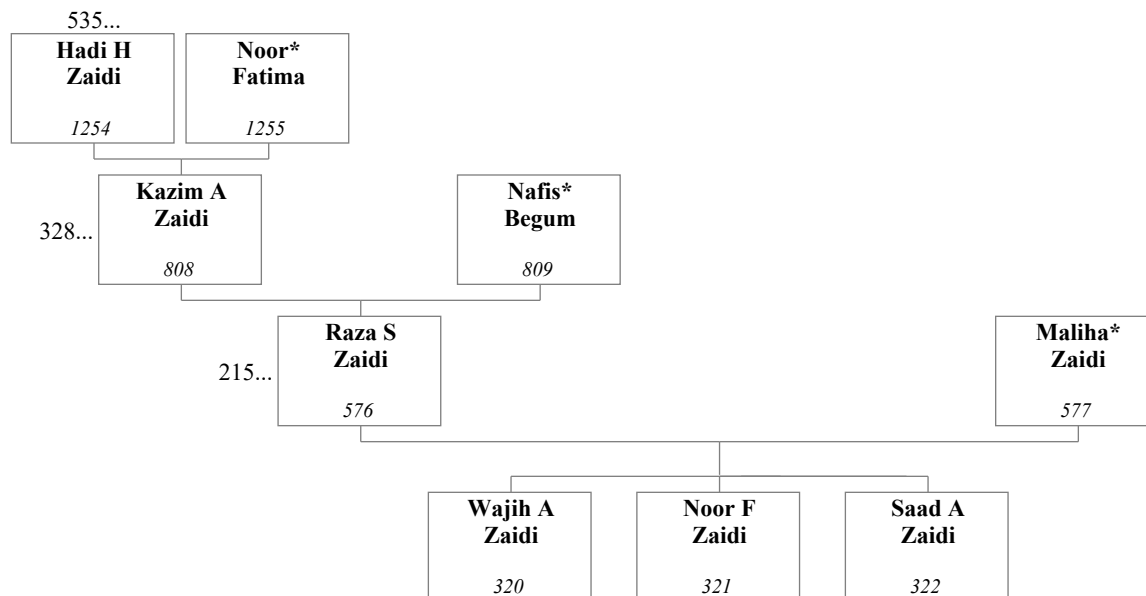 535...
Hadi H
Zaidi
1254
Noor*
Fatima
1255
328...
Kazim A
Zaidi
808
Nafis*
Begum
809
215...
Raza S
Zaidi
576
Maliha*
Zaidi
577
Wajih A
Zaidi
320
Noor F
Zaidi
321
Saad A
Zaidi
322